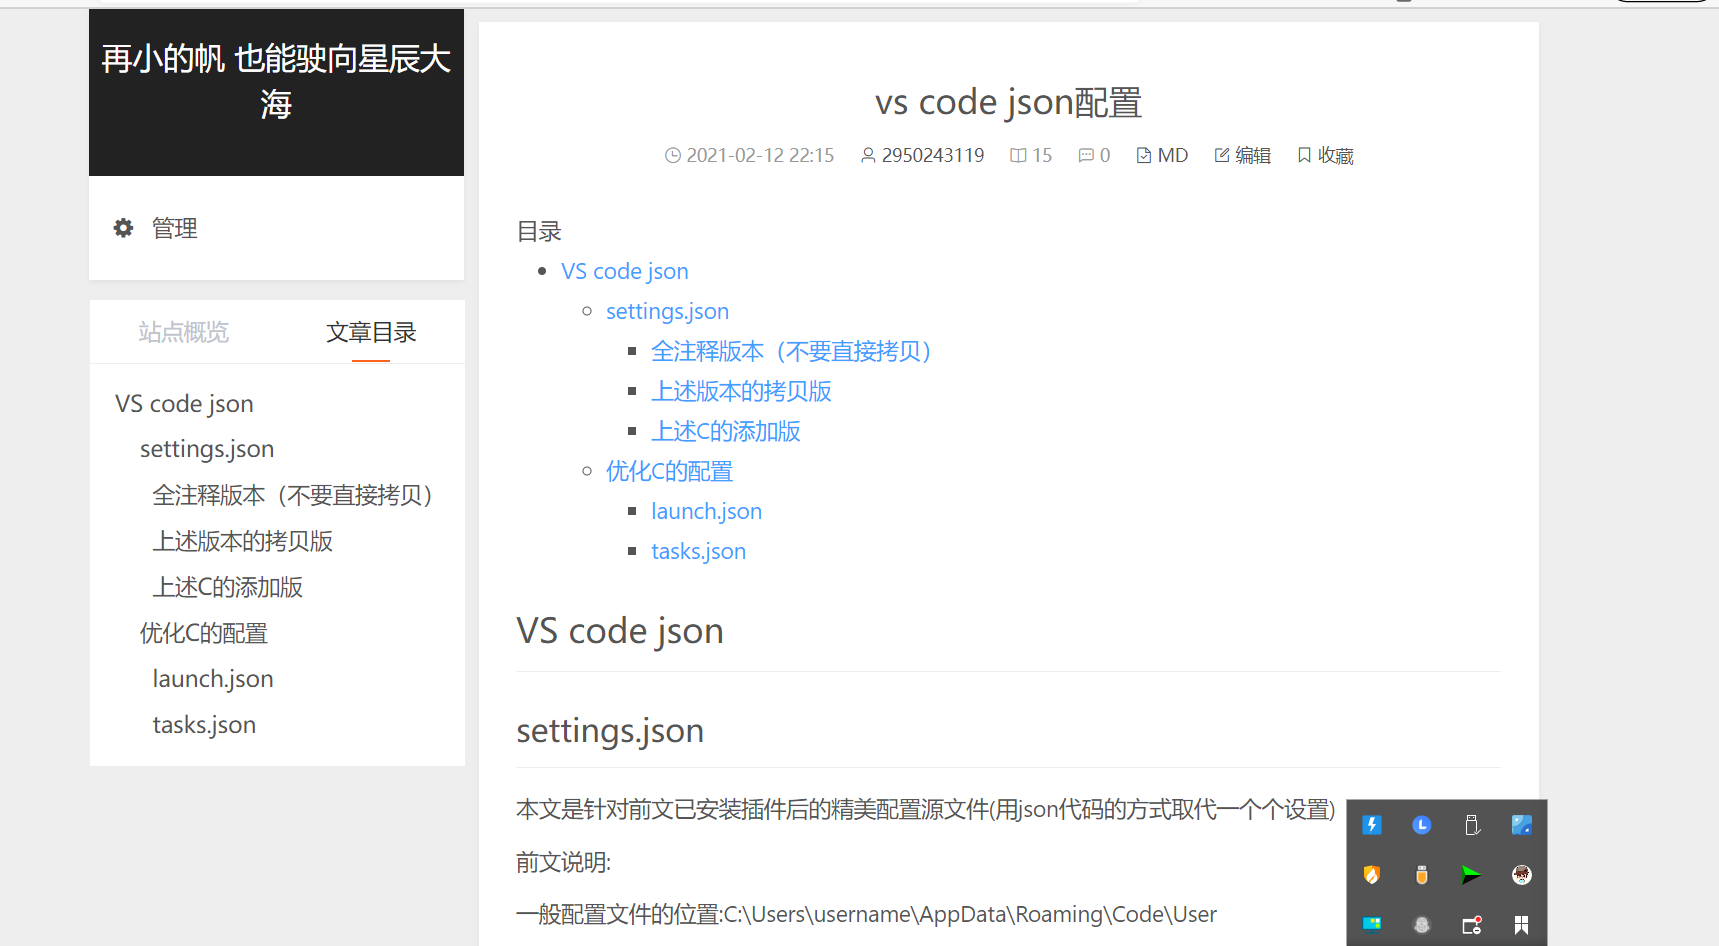 再小的帆 也能驶向星辰大
海
管理
站点概览 文章目录
VS code json
settings.json
全注释版本（不要直接拷贝）
上述版本的拷贝版
上述C的添加版
优化C的配置
launch.json
tasks.json
vs code json配置
2021-02-12 22:15 2950243119 15 0 MD 编辑 收藏
目录
VS code json
settings.json
全注释版本（不要直接拷贝）
上述版本的拷贝版
上述C的添加版
优化C的配置
launch.json
tasks.json
VS code json
settings.json
本文是针对前文已安装插件后的精美配置源文件(用json代码的方式取代一个个设置)
前文说明:
一般配置文件的位置:C:\Users\username\AppData\Roaming\Code\User